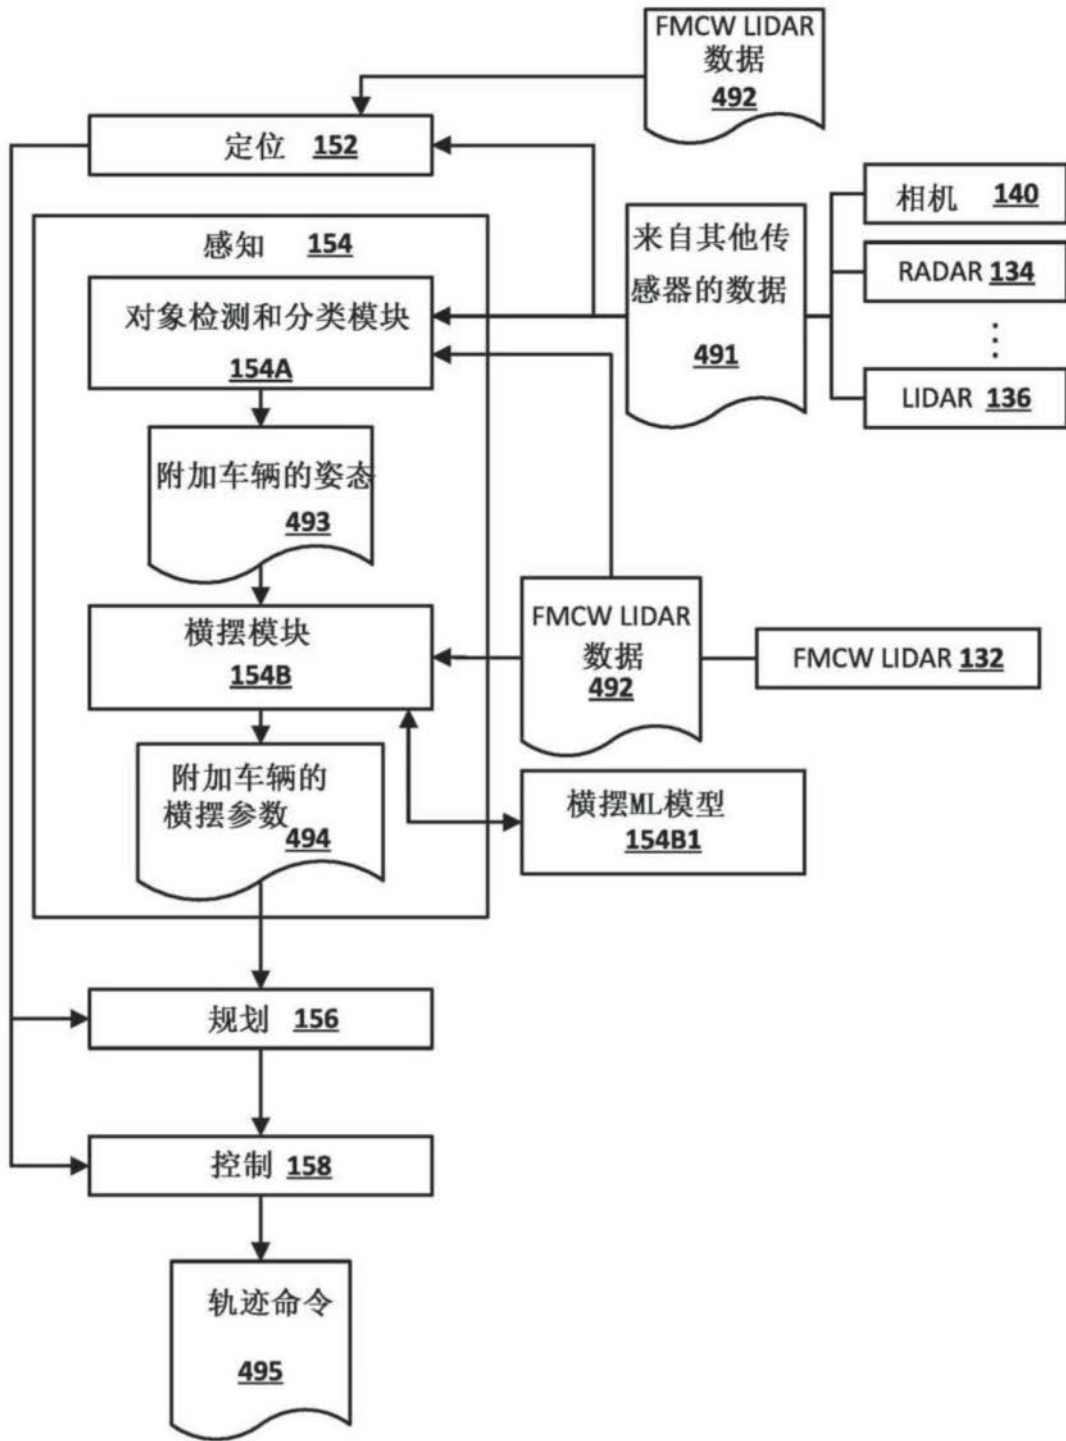 FMCW LIDAR
数据
492
定位 152
相机 140
来自其他传
感器的数据
491
RADAR 134
LIDAR 136
感知 154
对象检测和分类模块
154A
附加车辆的姿态
493
横摆模块
154B
FMCW LIDAR
数据
492
FMCW LIDAR 132
附加车辆的
横摆参数
494
横摆ML模型
154B1
规划 156
控制 158
轨迹命令
495